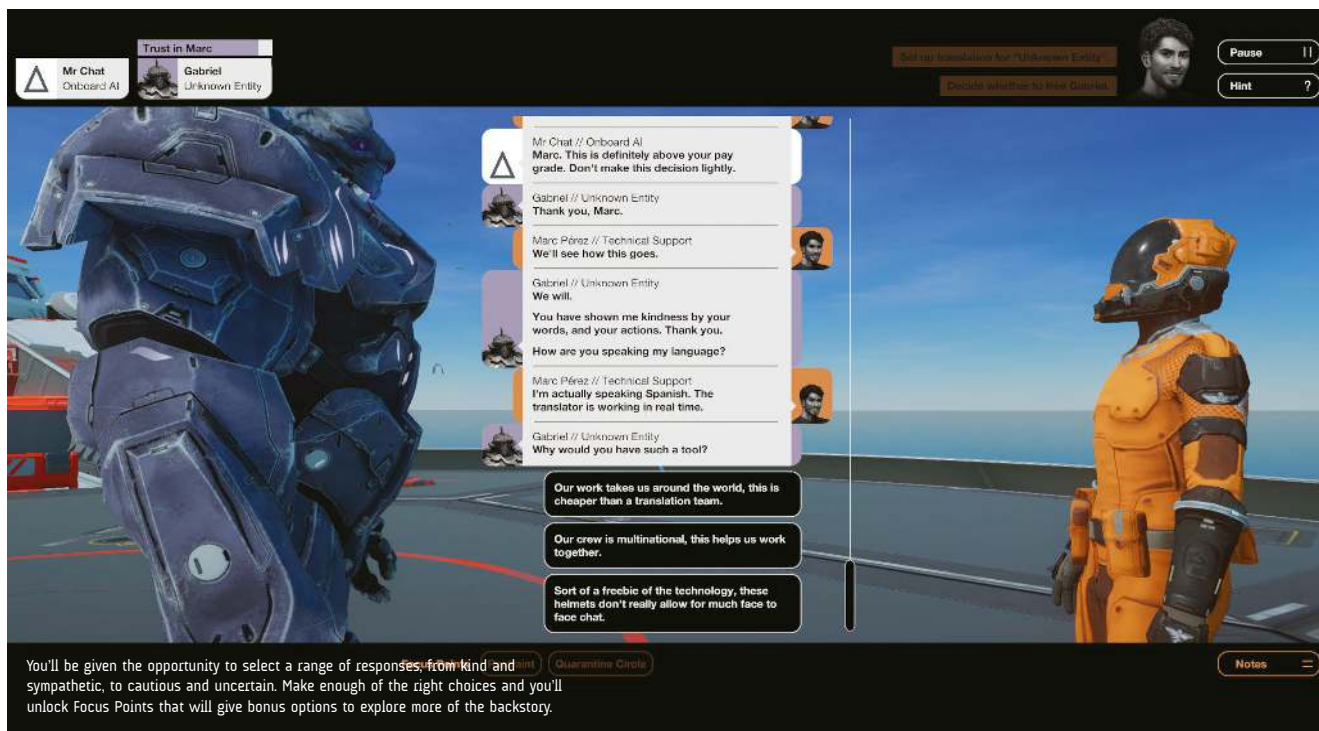 Trust in Marc
Mr Chat
Onboard AI
Gabriel
Unknown Entity
Set up translation for "Unknown Entity".
Decide whether to free Gabriel.
Pause
Hint ?
Mr Chat // Onboard AI
Marc. This is definitely above your pay
grade. Don't make this decision lightly.
Gabriel // Unknown Entity
Thank you, Marc.
Marc Pérez // Technical Support
We'll see how this goes.
Gabriel // Unknown Entity
We will.
You have shown me kindness by your
words, and your actions. Thank you.
How are you speaking my language?
Marc Pérez // Technical Support
I'm actually speaking Spanish. The
translator is working in real time.
Gabriel // Unknown Entity
Why would you have such a tool?
Our work takes us around the world, this is
cheaper than a translation team.
Our crew is multinational, this helps us work
together.
Sort of a freebie of the technology, these
helmets don't really allow for much face to
face chat.
Quarantine Circle
Notes
You'll be given the opportunity to select a range of responses, from kind and
sympathetic, to cautious and uncertain. Make enough of the right choices and you'll
unlock Focus Points that will give bonus options to explore more of the backstory.